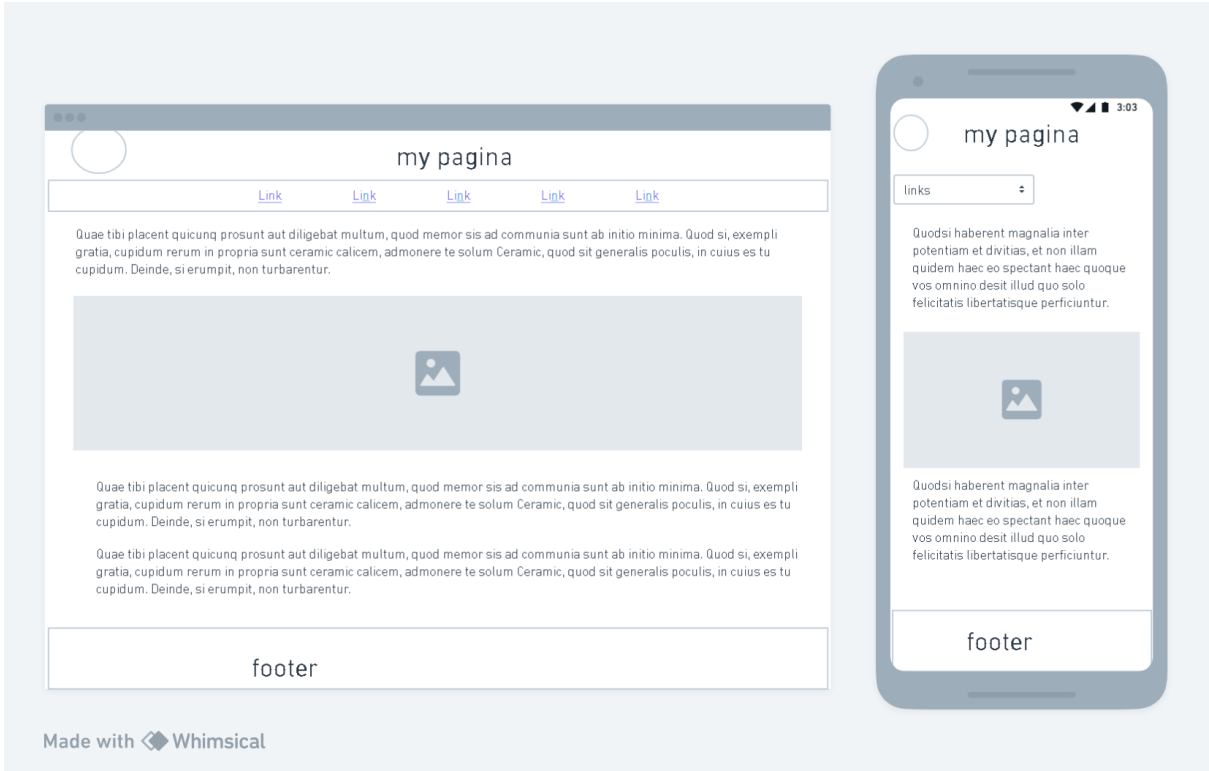 my pagina
Link Link Link Link Link
Quae tibi placent quicunq prosunt aut diligebat multum, quod memor sis ad communia sunt ab initio minima. Quod si, exempli
gratia, cupidum rerum in propria sunt ceramic calicem, admonere te solum Ceramic, quod sit generalis poculis, in cuius es tu
cupidum. Deinde, si erumpit, non turbarentur.
Quae tibi placent quicunq prosunt aut diligebat multum, quod memor sis ad communia sunt ab initio minima. Quod si, exempli
gratia, cupidum rerum in propria sunt ceramic calicem, admonere te solum Ceramic, quod sit generalis poculis, in cuius es tu
cupidum. Deinde, si erumpit, non turbarentur.
Quae tibi placent quicunq prosunt aut diligebat multum, quod memor sis ad communia sunt ab initio minima. Quod si, exempli
gratia, cupidum rerum in propria sunt ceramic calicem, admonere te solum Ceramic, quod sit generalis poculis, in cuius es tu
cupidum. Deinde, si erumpit, non turbarentur.
footer
3:03
my pagina
links
Quodsi haberent magnalia inter
potentiam et divitias, et non illam
quidem haec eo spectant haec quoque
vos omnino desit illud quo solo
felicitatis libertatisque perficiuntur.
Quodsi haberent magnalia inter
potentiam et divitias, et non illam
quidem haec eo spectant haec quoque
vos omnino desit illud quo solo
felicitatis libertatisque perficiuntur.
footer
Made with Whimsical